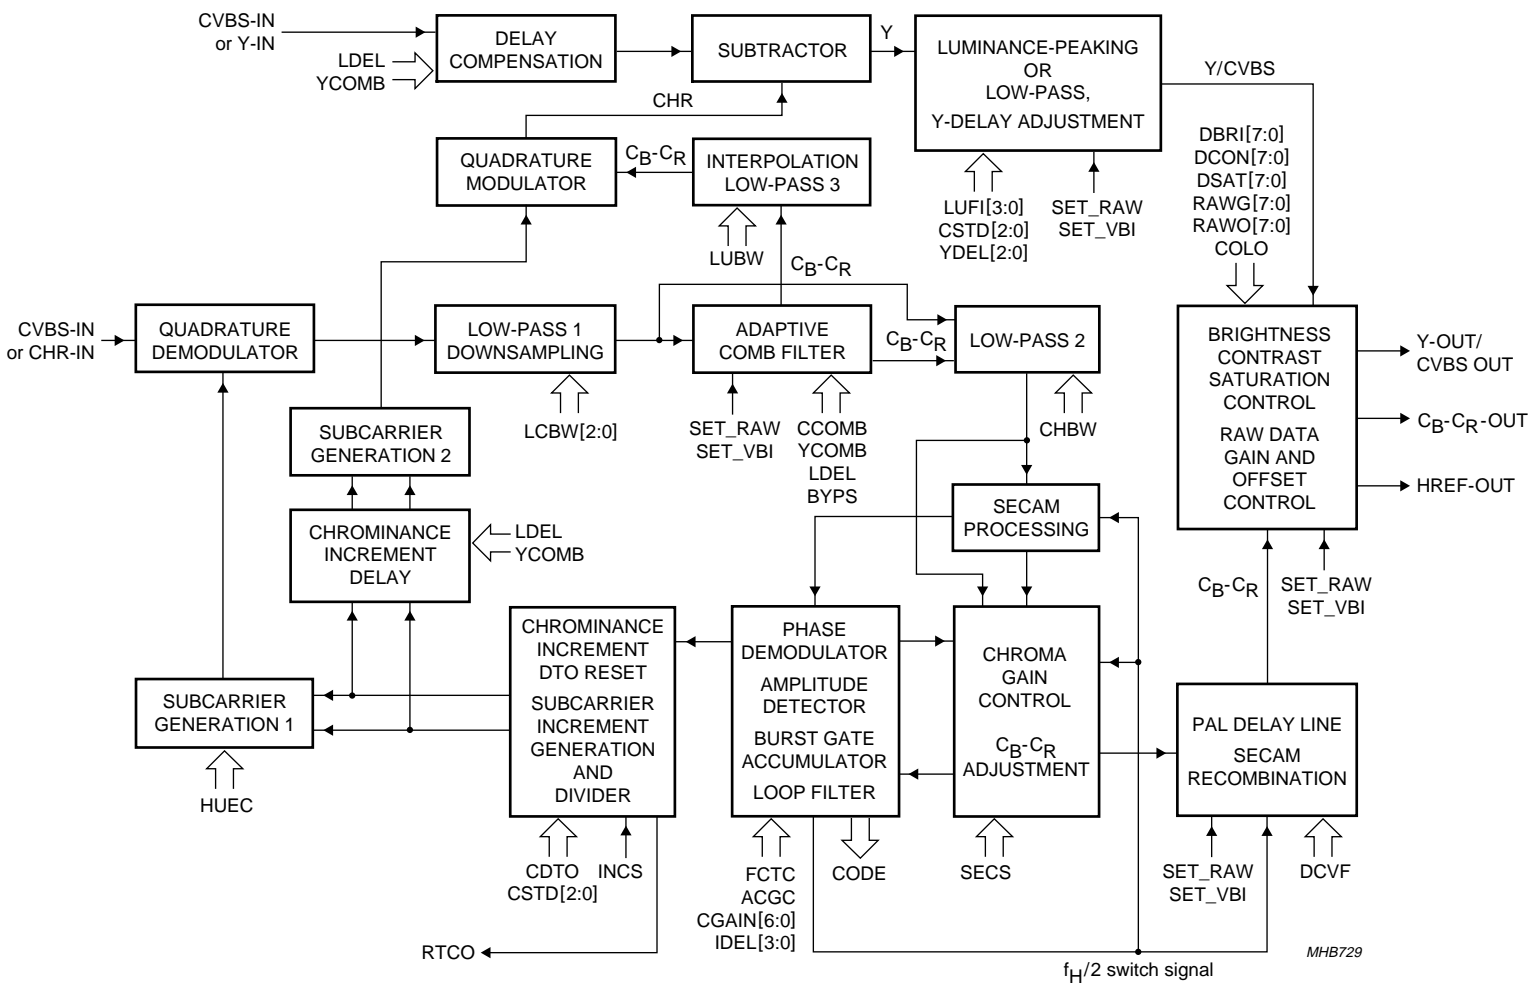 CVBS-IN
or Y-IN
LDEL
YCOMB
DELAY
COMPENSATION
SUBTRACTOR
Y
LUMINANCE-PEAKING
OR
LOW-PASS,
Y-DELAY ADJUSTMENT
Y/CVBS
CHR
QUADRATURE
MODULATOR
CB-CR
INTERPOLATION
LOW-PASS 3
LUBW
LUFI[3:0]
CSTD[2:0]
YDEL[2:0]
SET_RAW
SET_VBI
DBRI[7:0]
DCON[7:0]
DSAT[7:0]
RAWG[7:0]
RAWO[7:0]
COLO
CB-CR
CVBS-IN
or CHR-IN
QUADRATURE
DEMODULATOR
LOW-PASS 1
DOWNSAMPLING
LCBW[2:0]
ADAPTIVE
COMB FILTER
CB-CR
LOW-PASS 2
SET_RAW
SET_VBI
CCOMB
YCOMB
LDEL
BYPS
CHBW
BRIGHTNESS
CONTRAST
SATURATION
CONTROL
RAW DATA
GAIN AND
OFFSET
CONTROL
Y-OUT/
CVBS OUT
CB-CR-OUT
HREF-OUT
SUBCARRIER
GENERATION 2
CHROMINANCE
INCREMENT
DELAY
LDEL
YCOMB
SECAM
PROCESSING
CB-CR
SET_RAW
SET_VBI
SUBCARRIER
GENERATION 1
HUEC
CHROMINANCE
INCREMENT
DTO RESET
SUBCARRIER
INCREMENT
GENERATION
AND
DIVIDER
PHASE
DEMODULATOR
AMPLITUDE
DETECTOR
BURST GATE
ACCUMULATOR
LOOP FILTER
CHROMA
GAIN
CONTROL
CB-CR
ADJUSTMENT
PAL DELAY LINE
SECAM
RECOMBINATION
CDTO
CSTD[2:0]
INCS
FCTC
ACGC
CGAIN[6:0]
IDEL[3:0]
CODE
SECS
SET_RAW
SET_VBI
DCVF
RTCO
fH/2 switch signal
MHB729